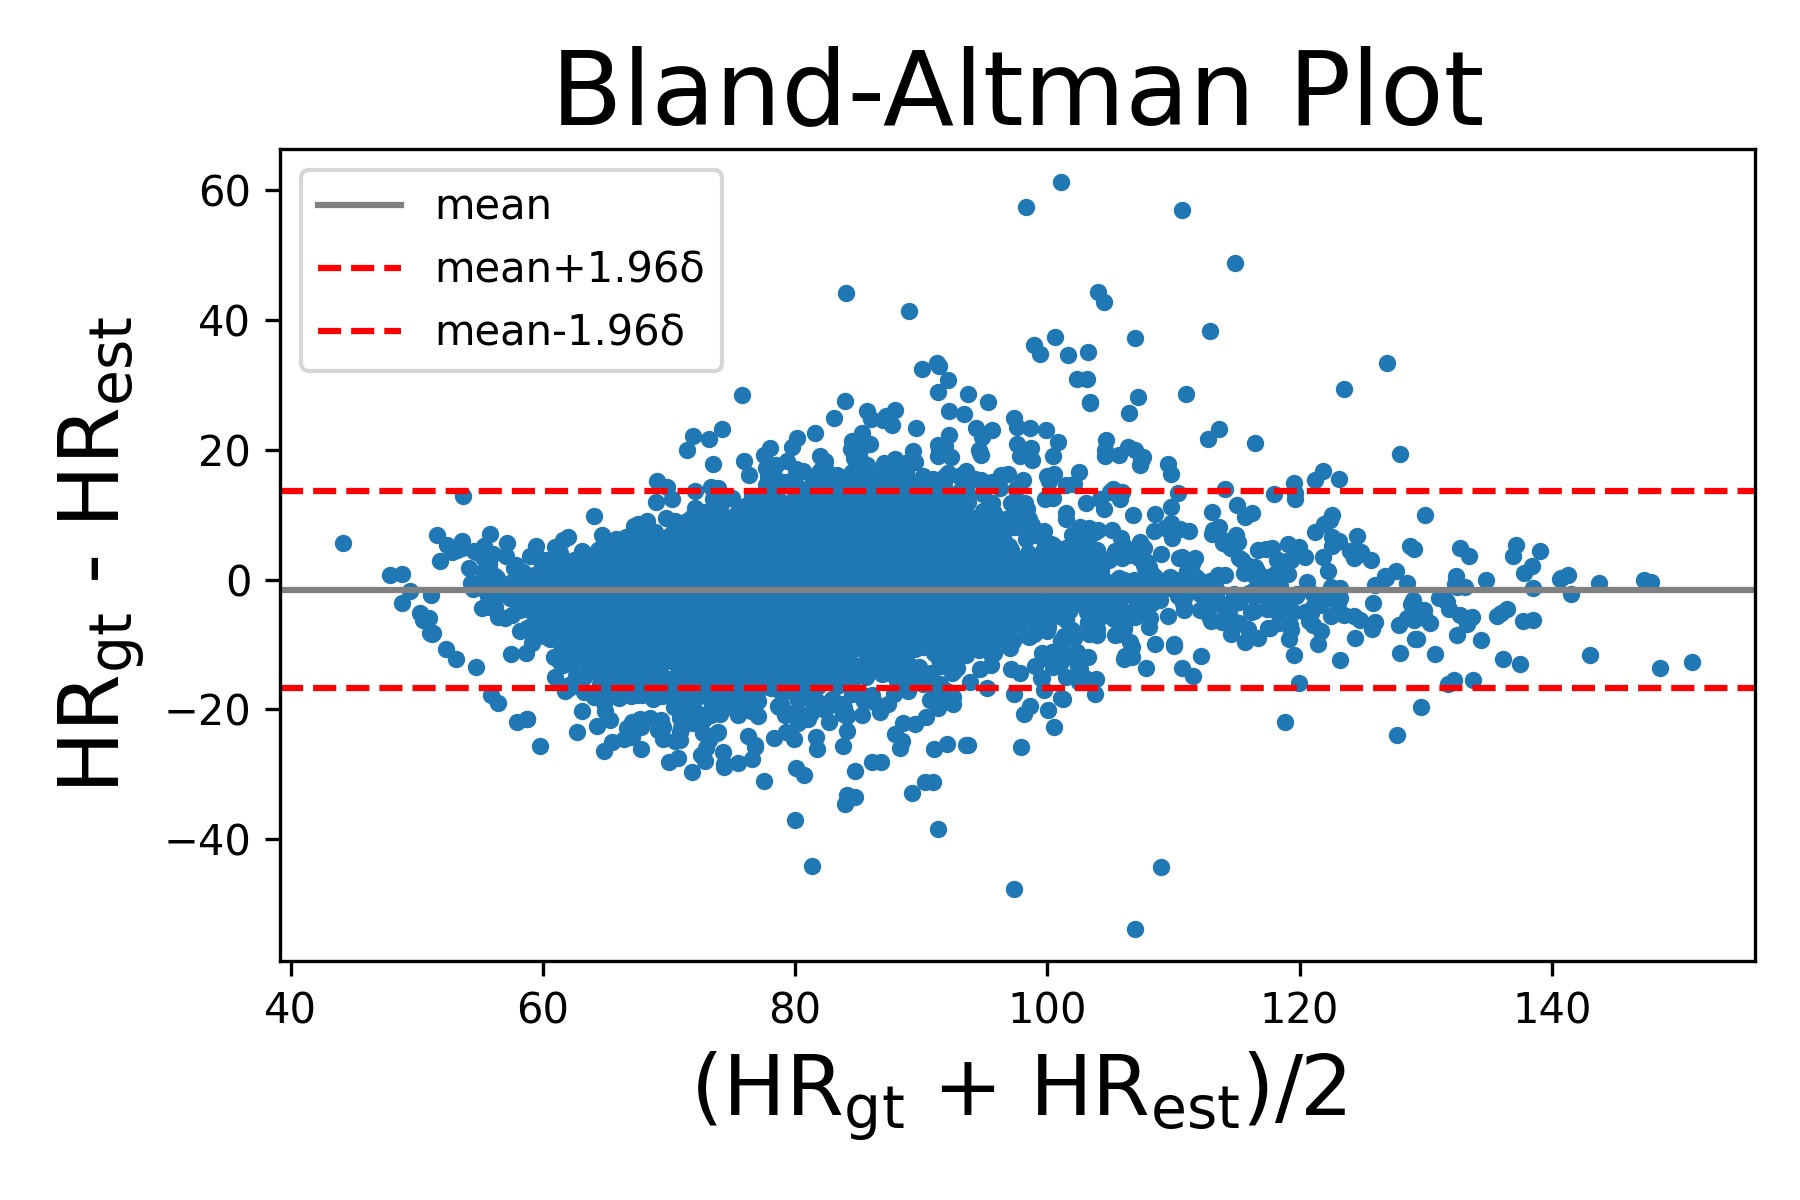 Bland-Altman Plot
mean
mean+1.96δ
mean-1.96δ
60
40
20
0
−20
−40
HRgt - HRest
40 60 80 100 120 140
(HRgt + HRest)/2